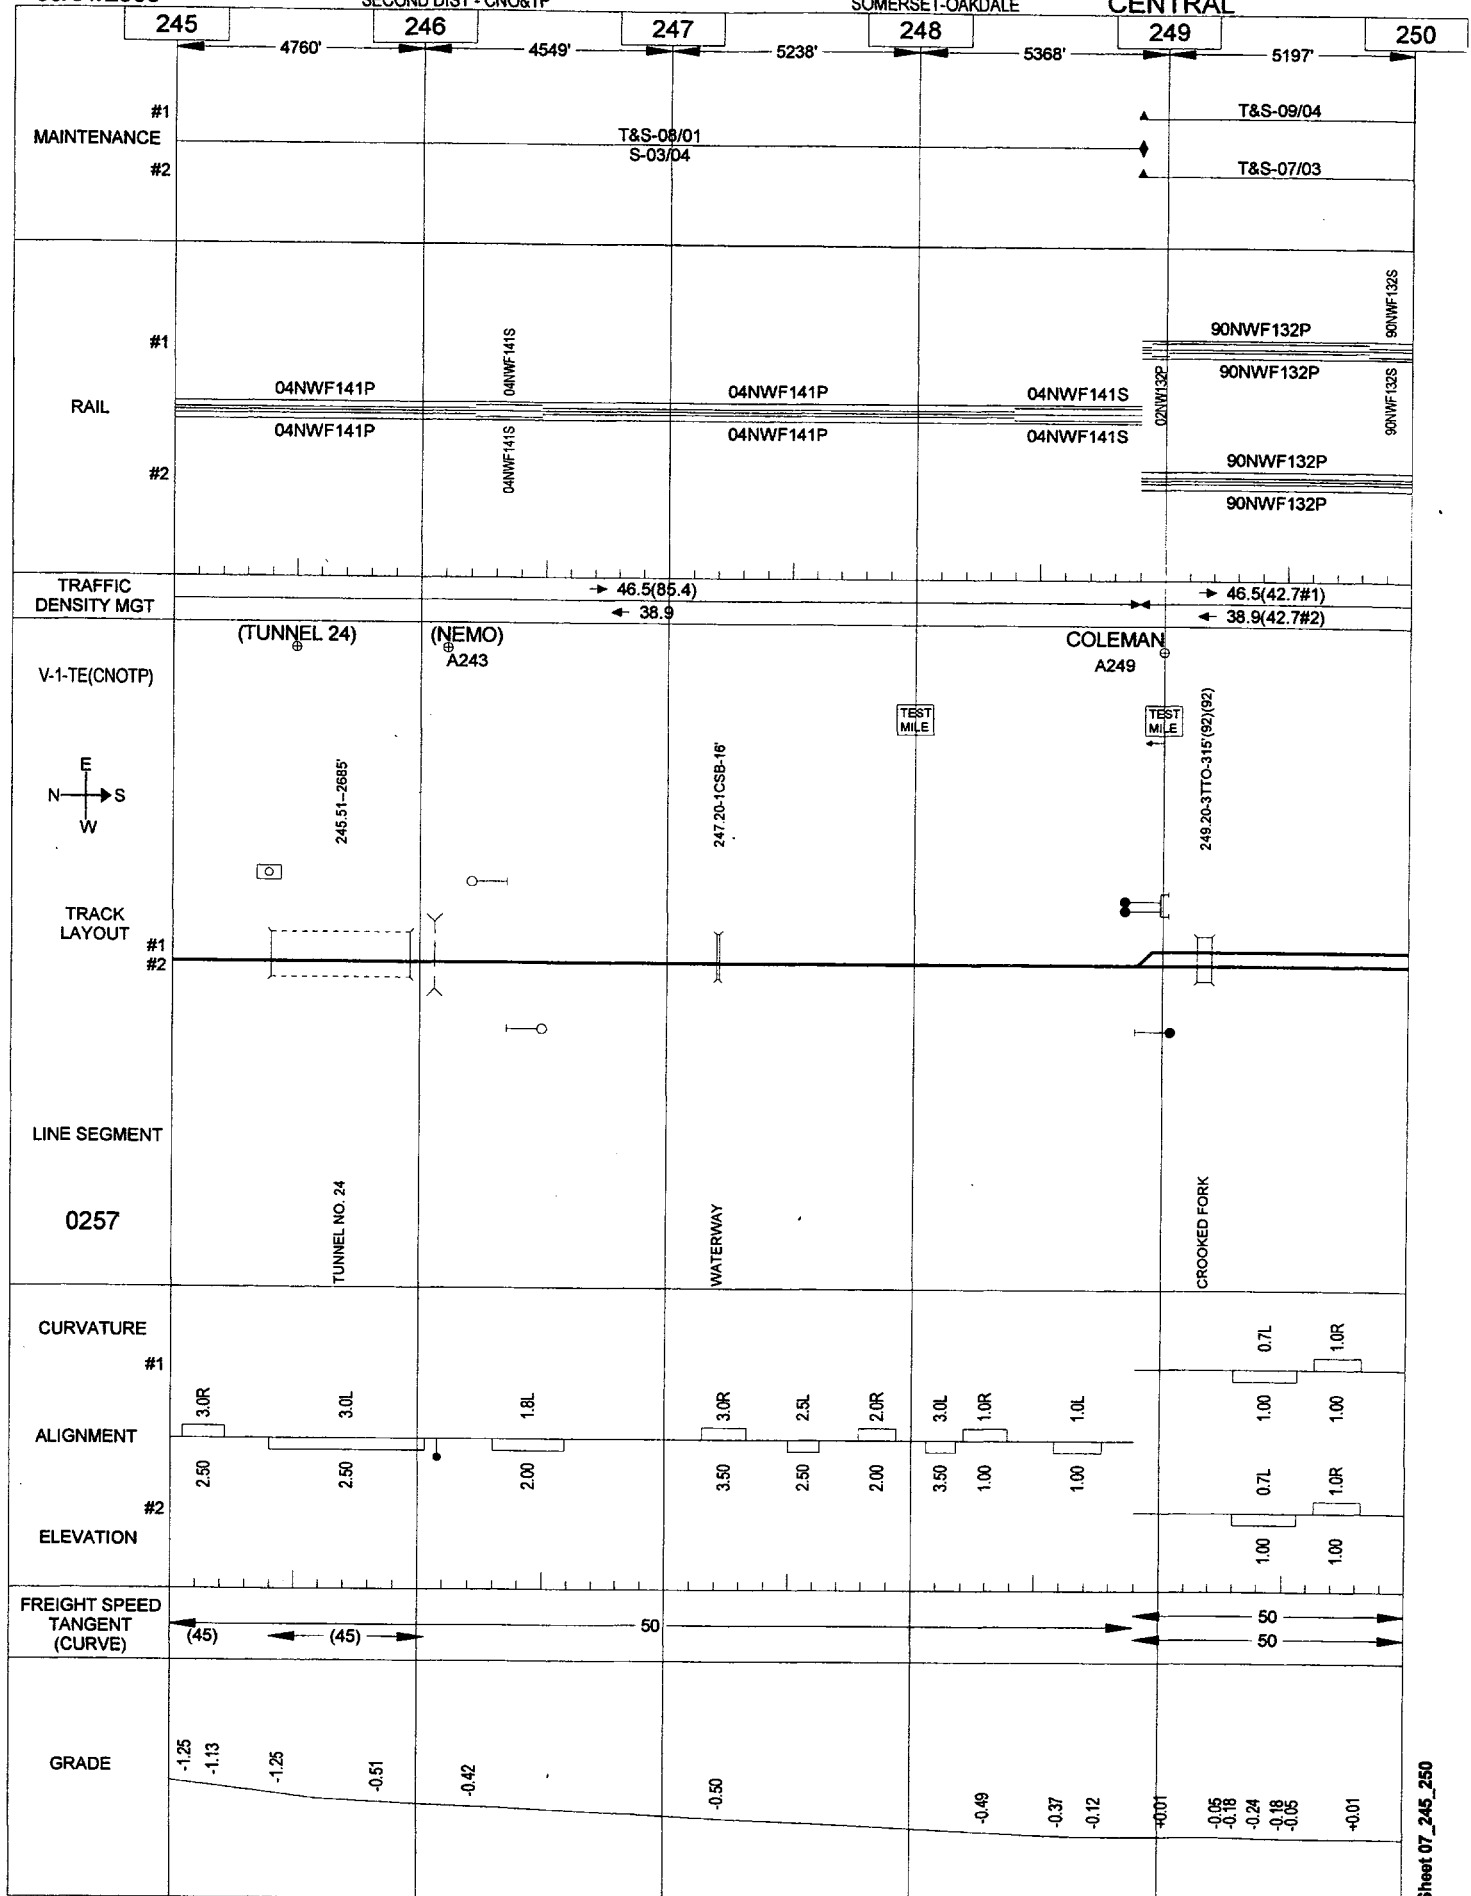 SECOND DIST - CNO&TP SOMERSET-OAKDALE CENTRAL
245 246 247 248 249 250
4760' 4549' 5238' 5368' 5197'
#1 T&S-09/04
MAINTENANCE T&S-08/01
S-03/04
#2 T&S-07/03
90NWF132S
#1 04NWF141S 90NWF132P
90NWF132P
04NWF141P 04NWF141P 04NWF141S 02NW132P 90NWF132S
RAIL
04NWF141P 04NWF141P 04NWF141S
#2 04NWF141S 90NWF132P
90NWF132P
TRAFFIC
DENSITY MGT
46.5(85.4) 46.5(42.7#1)
38.9 38.9(42.7#2)
(TUNNEL 24) (NEMO) COLEMAN
A243 A249
V-1-TE(CNOTP)
TEST
MILE
TEST
MILE
E
N S
W
245.51--2685'
247.20-1CSB-16'
249.20-3TTO-315'(92)(92)
TRACK
LAYOUT
#1
#2
LINE SEGMENT
0257
TUNNEL NO. 24
WATERWAY
CROOKED FORK
CURVATURE
#1 0.7L 1.0R
1.00 1.00
3.0R 3.0L 1.8L 3.0R 2.5L 2.0R 3.0L 1.0R 1.0L
ALIGNMENT
2.50 2.50 2.00 3.50 2.50 2.00 3.50 1.00 1.00
#2 0.7L 1.0R
ELEVATION
1.00 1.00
FREIGHT SPEED
TANGENT
(CURVE)
(45) (45) 50 50
50
GRADE
-1.25 -1.13 -1.25 -0.51 -0.42 -0.50 -0.49 -0.37 -0.12 +0.01 -0.05 -0.18 -0.24 -0.18 -0.05 +0.01
Sheet 07_245_250